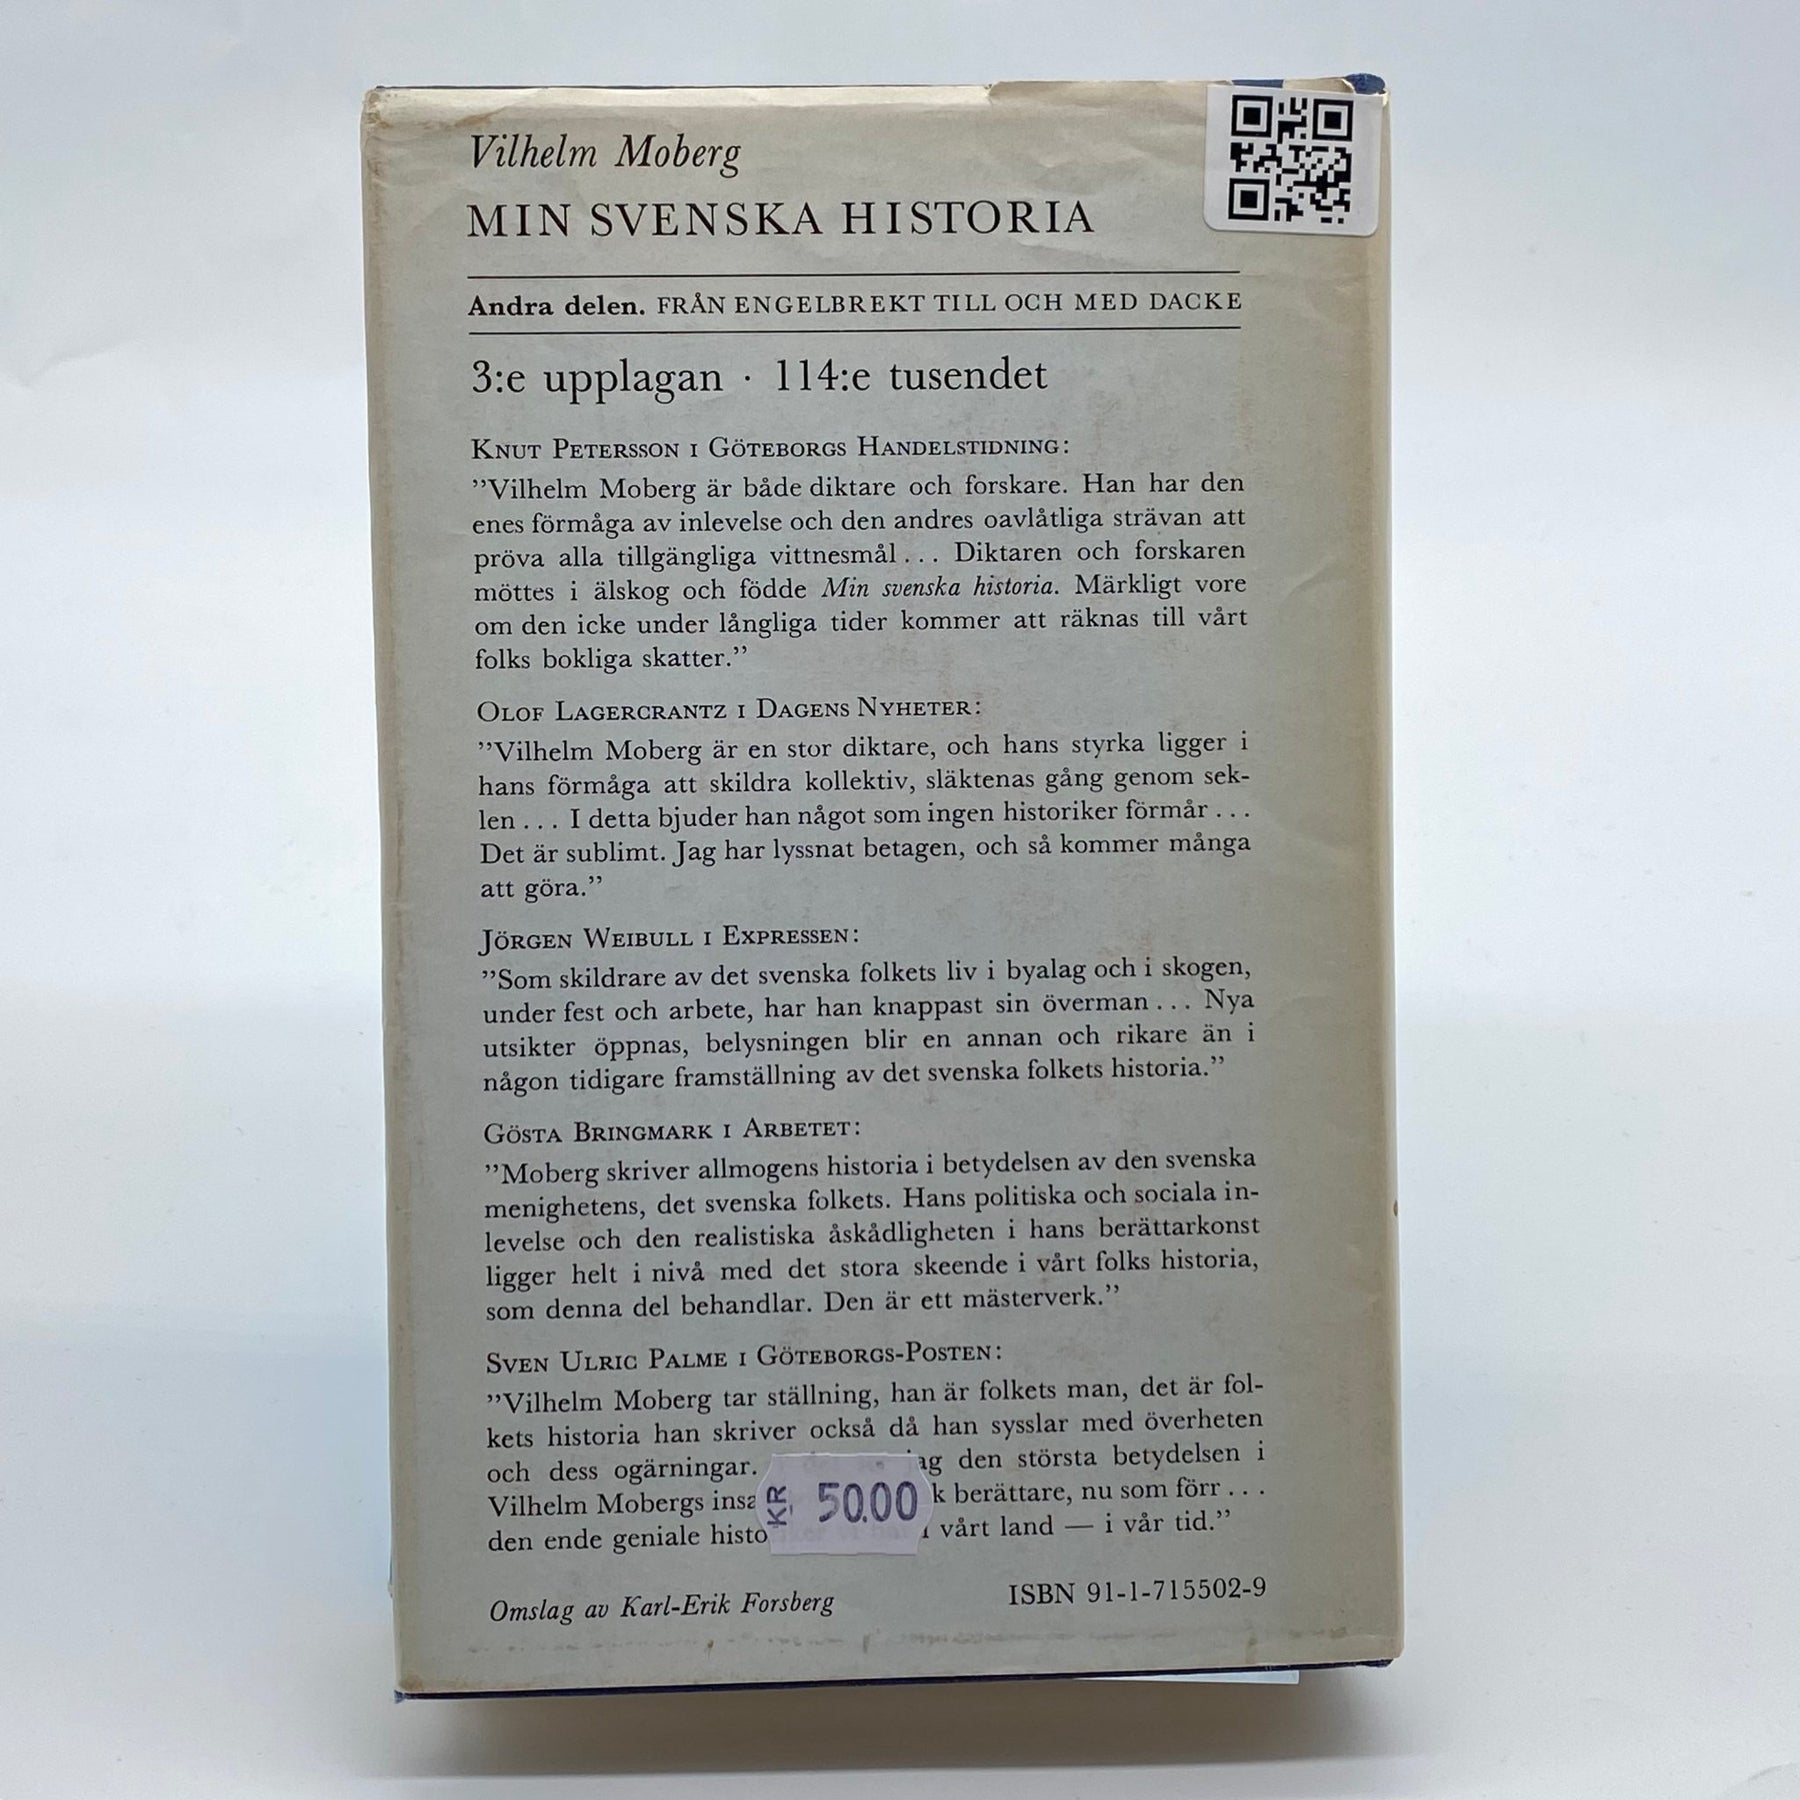 Vilhelm Moberg
MIN SVENSKA HISTORIA
Andra delen. FRÅN ENGELBREKT TILL OCH MED DACKE
3:e upplagan · 114:e tusendet
KNUT PETERSSON I GÖTEBORGS HANDELSTIDNING:
”Vilhelm Moberg är både diktare och forskare. Han har den
enes förmåga av inlevelse och den andres oavlåtliga strävan att
pröva alla tillgängliga vittnesmål... Diktaren och forskaren
möttes i älskog och födde Min svenska historia. Märkligt vore
om den icke under långliga tider kommer att räknas till vårt
folks bokliga skatter.”
OLOF LAGERCRANTZ I DAGENS NYHETER:
”Vilhelm Moberg är en stor diktare, och hans styrka ligger i
hans förmåga att skildra kollektiv, släktenas gång genom sek-
len ... I detta bjuder han något som ingen historiker förmår ...
Det är sublimt. Jag har lyssnat betagen, och så kommer många
att göra.”
JÖRGEN WEIBULL I EXPRESSEN:
”Som skildrare av det svenska folkets liv i byalag och i skogen,
under fest och arbete, har han knappast sin överman... Nya
utsikter öppnas, belysningen blir en annan och rikare än i
någon tidigare framställning av det svenska folkets historia.”
GÖSTA BRINGMARK I ARBETET:
”Moberg skriver allmogens historia i betydelsen av den svenska
menighetens, det svenska folkets. Hans politiska och sociala in-
levelse och den realistiska åskådligheten i hans berättarkonst
ligger helt i nivå med det stora skeende i vårt folks historia,
som denna del behandlar. Den är ett mästerverk.”
SVEN ULRIC PALME I GÖTEBORGS-POSTEN:
”Vilhelm Moberg tar ställning, han är folkets man, det är fol-
kets historia han skriver också då han sysslar med överheten
och dess ogärningar. den största betydelsen i
Vilhelm Mobergs berättare, nu som förr ...
den ende geniale vårt land — i vår tid.”
KR 50.00
Omslag av Karl-Erik Forsberg
ISBN 91-1-715502-9